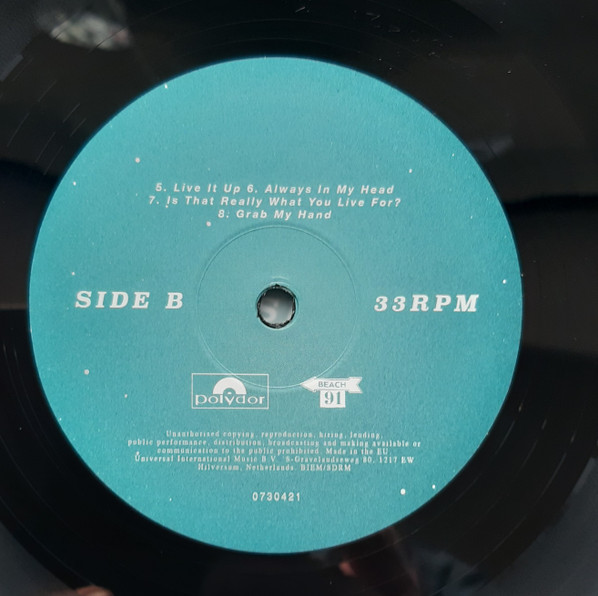 5. Live It Up 6. Always In My Head
7. Is That Really What You Live For?
8. Grab My Hand
SIDE B
33RPM
polydor
BEACH
91
Unauthorised copying, reproduction, hiring, lending,
public performance, distribution, broadcasting and making available or
communication to the public prohibited. Made in the EU.
Universal International Music B.V. 's-Gravelandseweg 80, 1217 EW
Hilversum, Netherlands. BIEM/SDRM
0730421